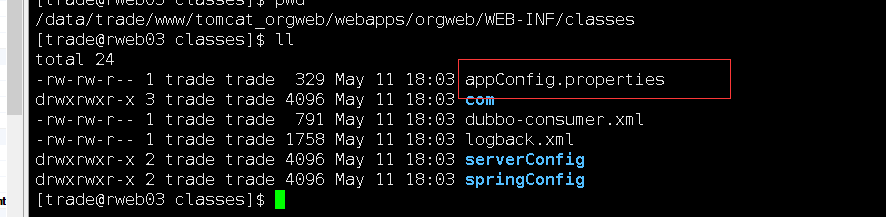 [trade@rweb03 classes]$ pwd
/data/trade/www/tomcat_orgweb/webapps/orgweb/WEB-INF/classes
[trade@rweb03 classes]$ ll
total 24
-rw-rw-r-- 1 trade trade  329 May 11 18:03 appConfig.properties
drwxrwxr-x 3 trade trade 4096 May 11 18:03 com
-rw-rw-r-- 1 trade trade  791 May 11 18:03 dubbo-consumer.xml
-rw-rw-r-- 1 trade trade 1758 May 11 18:03 logback.xml
drwxrwxr-x 2 trade trade 4096 May 11 18:03 serverConfig
drwxrwxr-x 2 trade trade 4096 May 11 18:03 springConfig
[trade@rweb03 classes]$